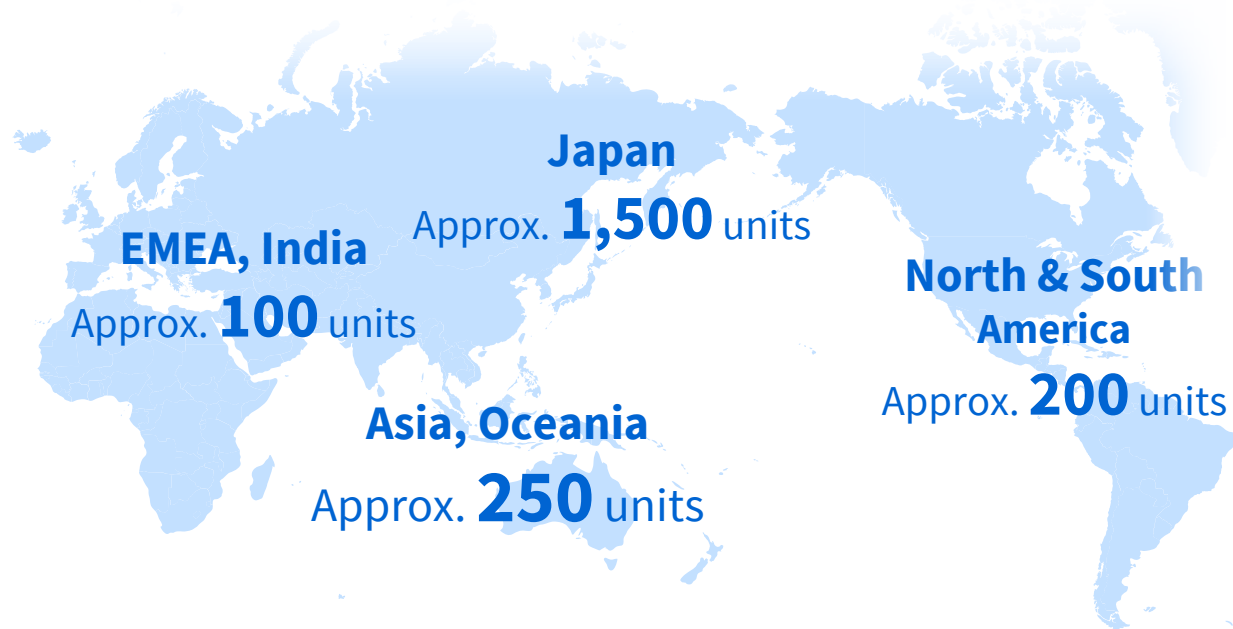 Japan
Approx. 1,500 units
EMEA, India
Approx. 100 units
North & South
America
Approx. 200 units
Asia, Oceania
Approx. 250 units